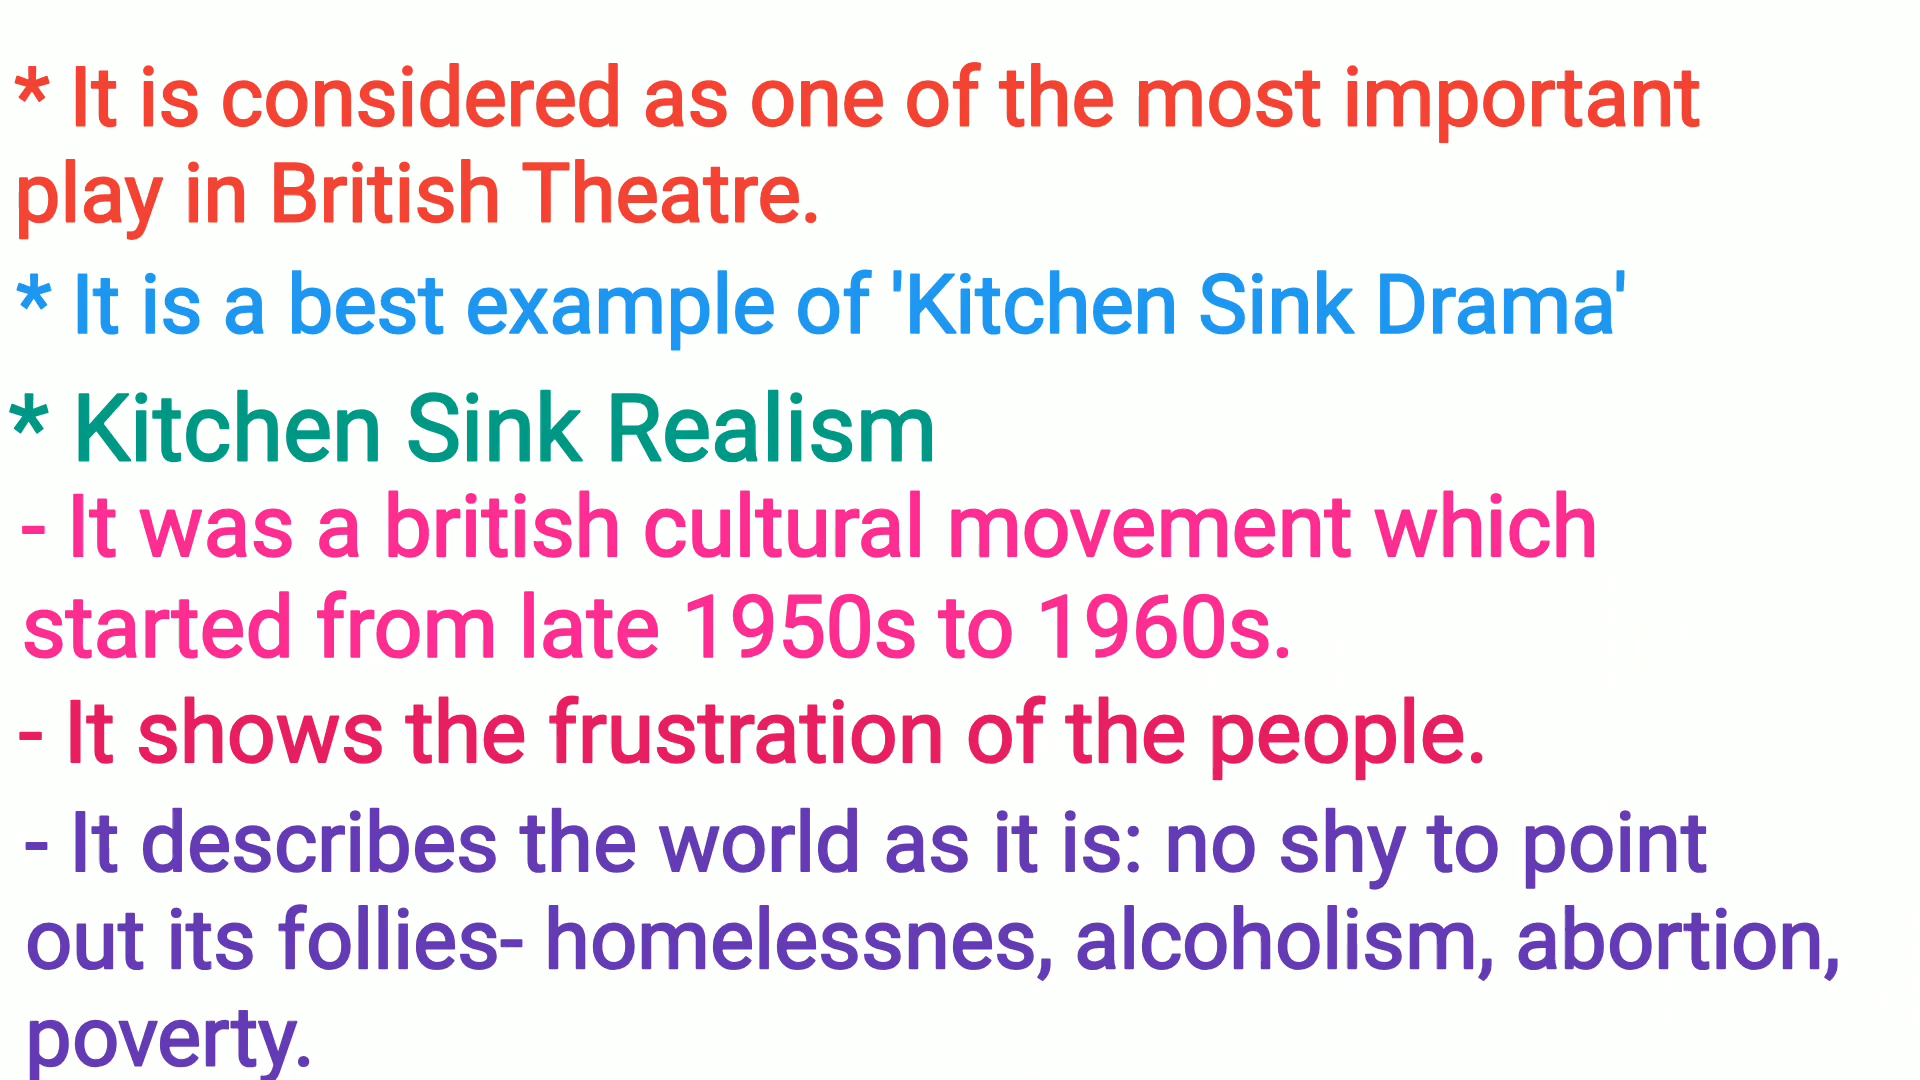 * It is considered as one of the most important
play in British Theatre.
* It is a best example of 'Kitchen Sink Drama'
* Kitchen Sink Realism
- It was a british cultural movement which
started from late 1950s to 1960s.
- It shows the frustration of the people.
- It describes the world as it is: no shy to point
out its follies- homelessnes, alcoholism, abortion,
poverty.